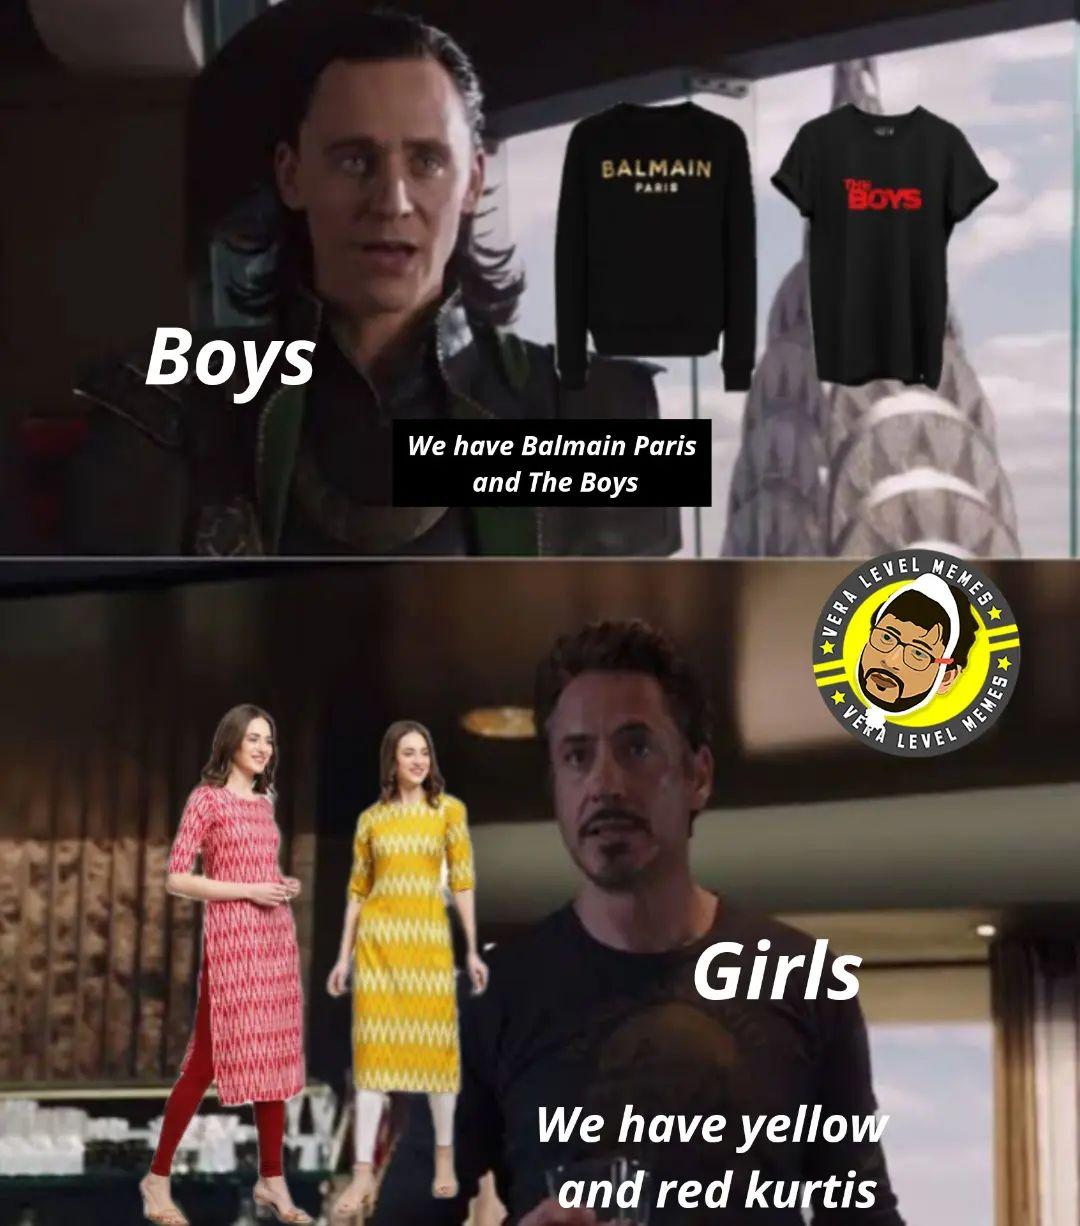 BALMAIN
PARIS
THE
BOYS
Boys
We have Balmain Paris
and The Boys
VERA LEVEL MEMES
VERA LEVEL MEMES
Girls
We have yellow
and red kurtis